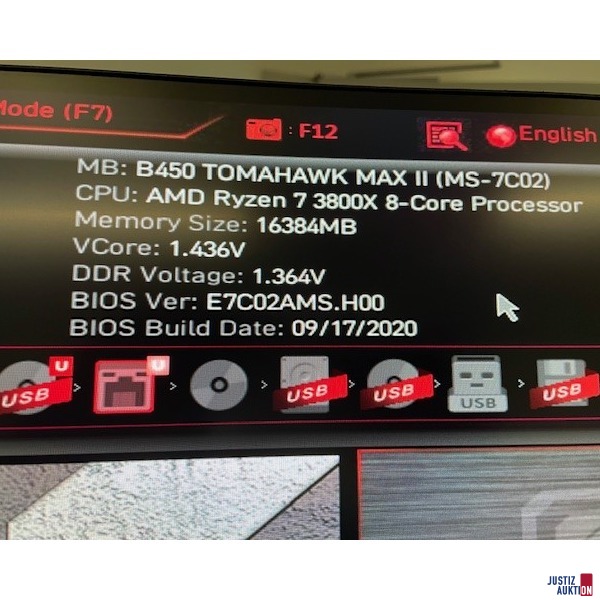 Mode (F7)
: F12
English
MB: B450 TOMAHAWK MAX II (MS-7C02)
CPU: AMD Ryzen 7 3800X 8-Core Processor
Memory Size: 16384MB
VCore: 1.436V
DDR Voltage: 1.364V
BIOS Ver: E7C02AMS.H00
BIOS Build Date: 09/17/2020
U U
USB USB USB USB USB
JUSTIZ
AUKTION